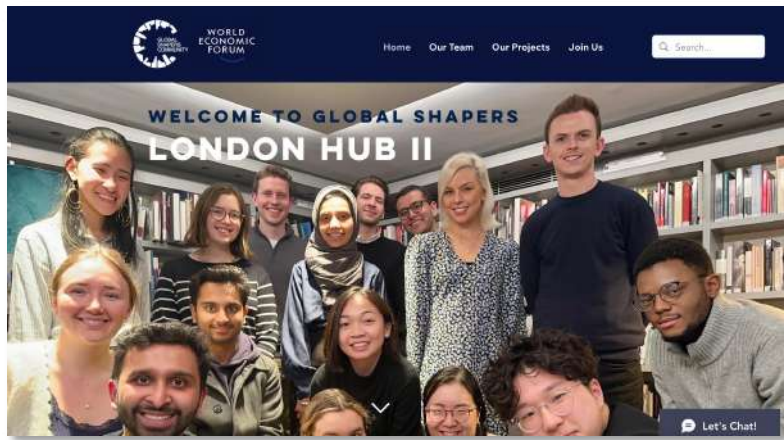 GLOBAL
SHAPERS
COMMUNITY
WORLD
ECONOMIC
FORUM
Home Our Team Our Projects Join Us
Search...
WELCOME TO GLOBAL SHAPERS
LONDON HUB II
Let's Chat!